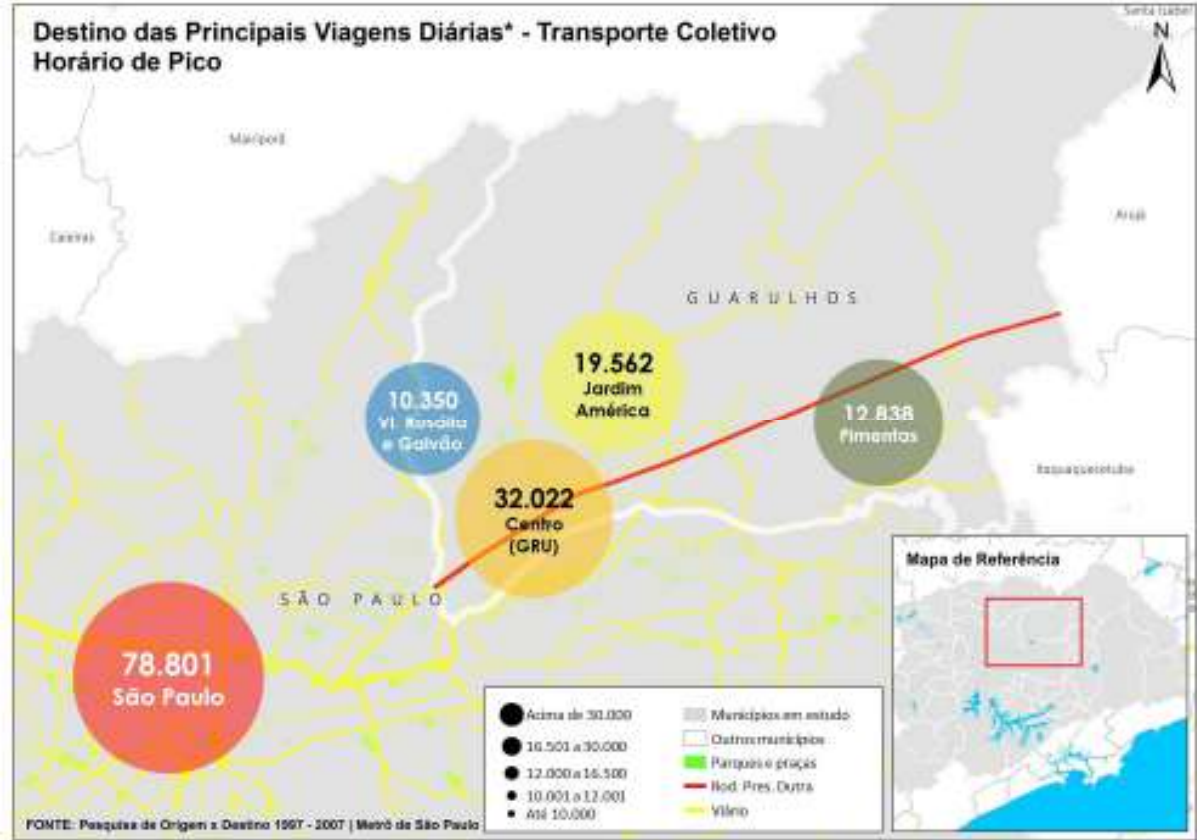 Destino das Principais Viagens Diárias* - Transporte Coletivo
Horário de Pico
Santa Isabel
N
Mairiporã
Caieiras
Arujá
GUARULHOS
19.562
Jardim
América
10.350
Vl. Rosália
e Galvão
12.838
Pimentas
Itaquaquecetuba
32.022
Centro
(GRU)
SÃO PAULO
78.801
São Paulo
Mapa de Referência
Acima de 30.000
16.501 a 30.000
12.000 a 16.500
10.001 a 12.001
Até 10.000
Municípios em estudo
Outros municípios
Parques e praças
Rod. Pres. Dutra
Viário
FONTE: Pesquisa de Origem x Destino 1997 - 2007 | Metrô de São Paulo